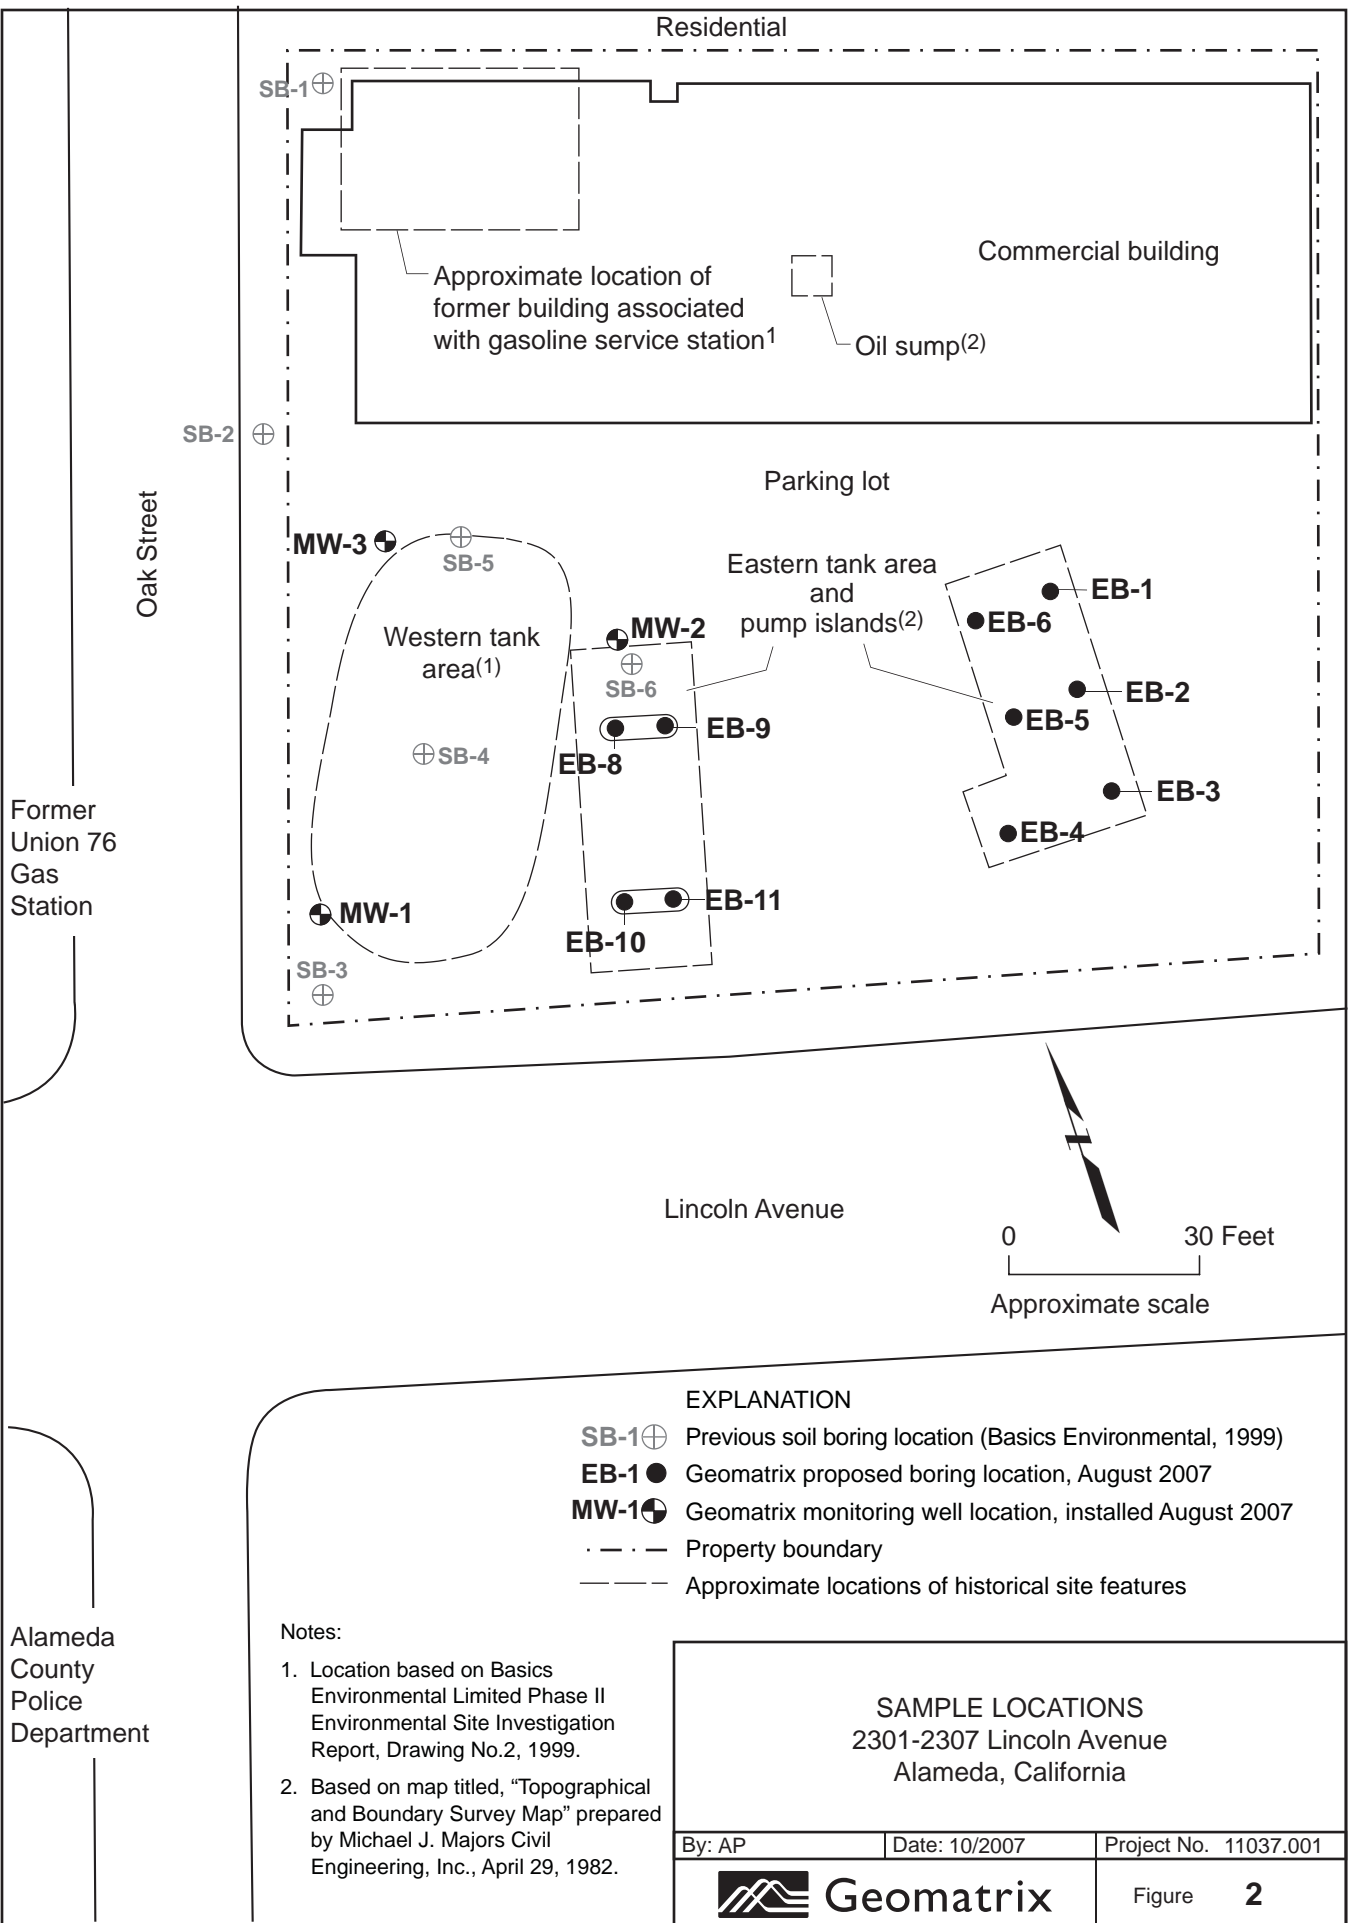 Residential
SB-1
Commercial building
Approximate location of
former building associated
with gasoline service station1
Oil sump(2)
SB-2
Parking lot
Oak Street
MW-3
SB-5
Eastern tank area
and
pump islands(2)
EB-1
EB-6
Western tank
area(1)
MW-2
SB-6
EB-2
EB-5
EB-9
EB-8
SB-4
EB-3
EB-4
Former
Union 76
Gas
Station
EB-11
MW-1
EB-10
SB-3
Lincoln Avenue
0 30 Feet
Approximate scale
EXPLANATION
SB-1 Previous soil boring location (Basics Environmental, 1999)
EB-1 Geomatrix proposed boring location, August 2007
MW-1 Geomatrix monitoring well location, installed August 2007
Property boundary
Approximate locations of historical site features
Alameda
County
Police
Department
Notes:
1. Location based on Basics
Environmental Limited Phase II
Environmental Site Investigation
Report, Drawing No.2, 1999.
2. Based on map titled, “Topographical
and Boundary Survey Map” prepared
by Michael J. Majors Civil
Engineering, Inc., April 29, 1982.
SAMPLE LOCATIONS
2301-2307 Lincoln Avenue
Alameda, California
By: AP Date: 10/2007 Project No. 11037.001
Geomatrix Figure 2